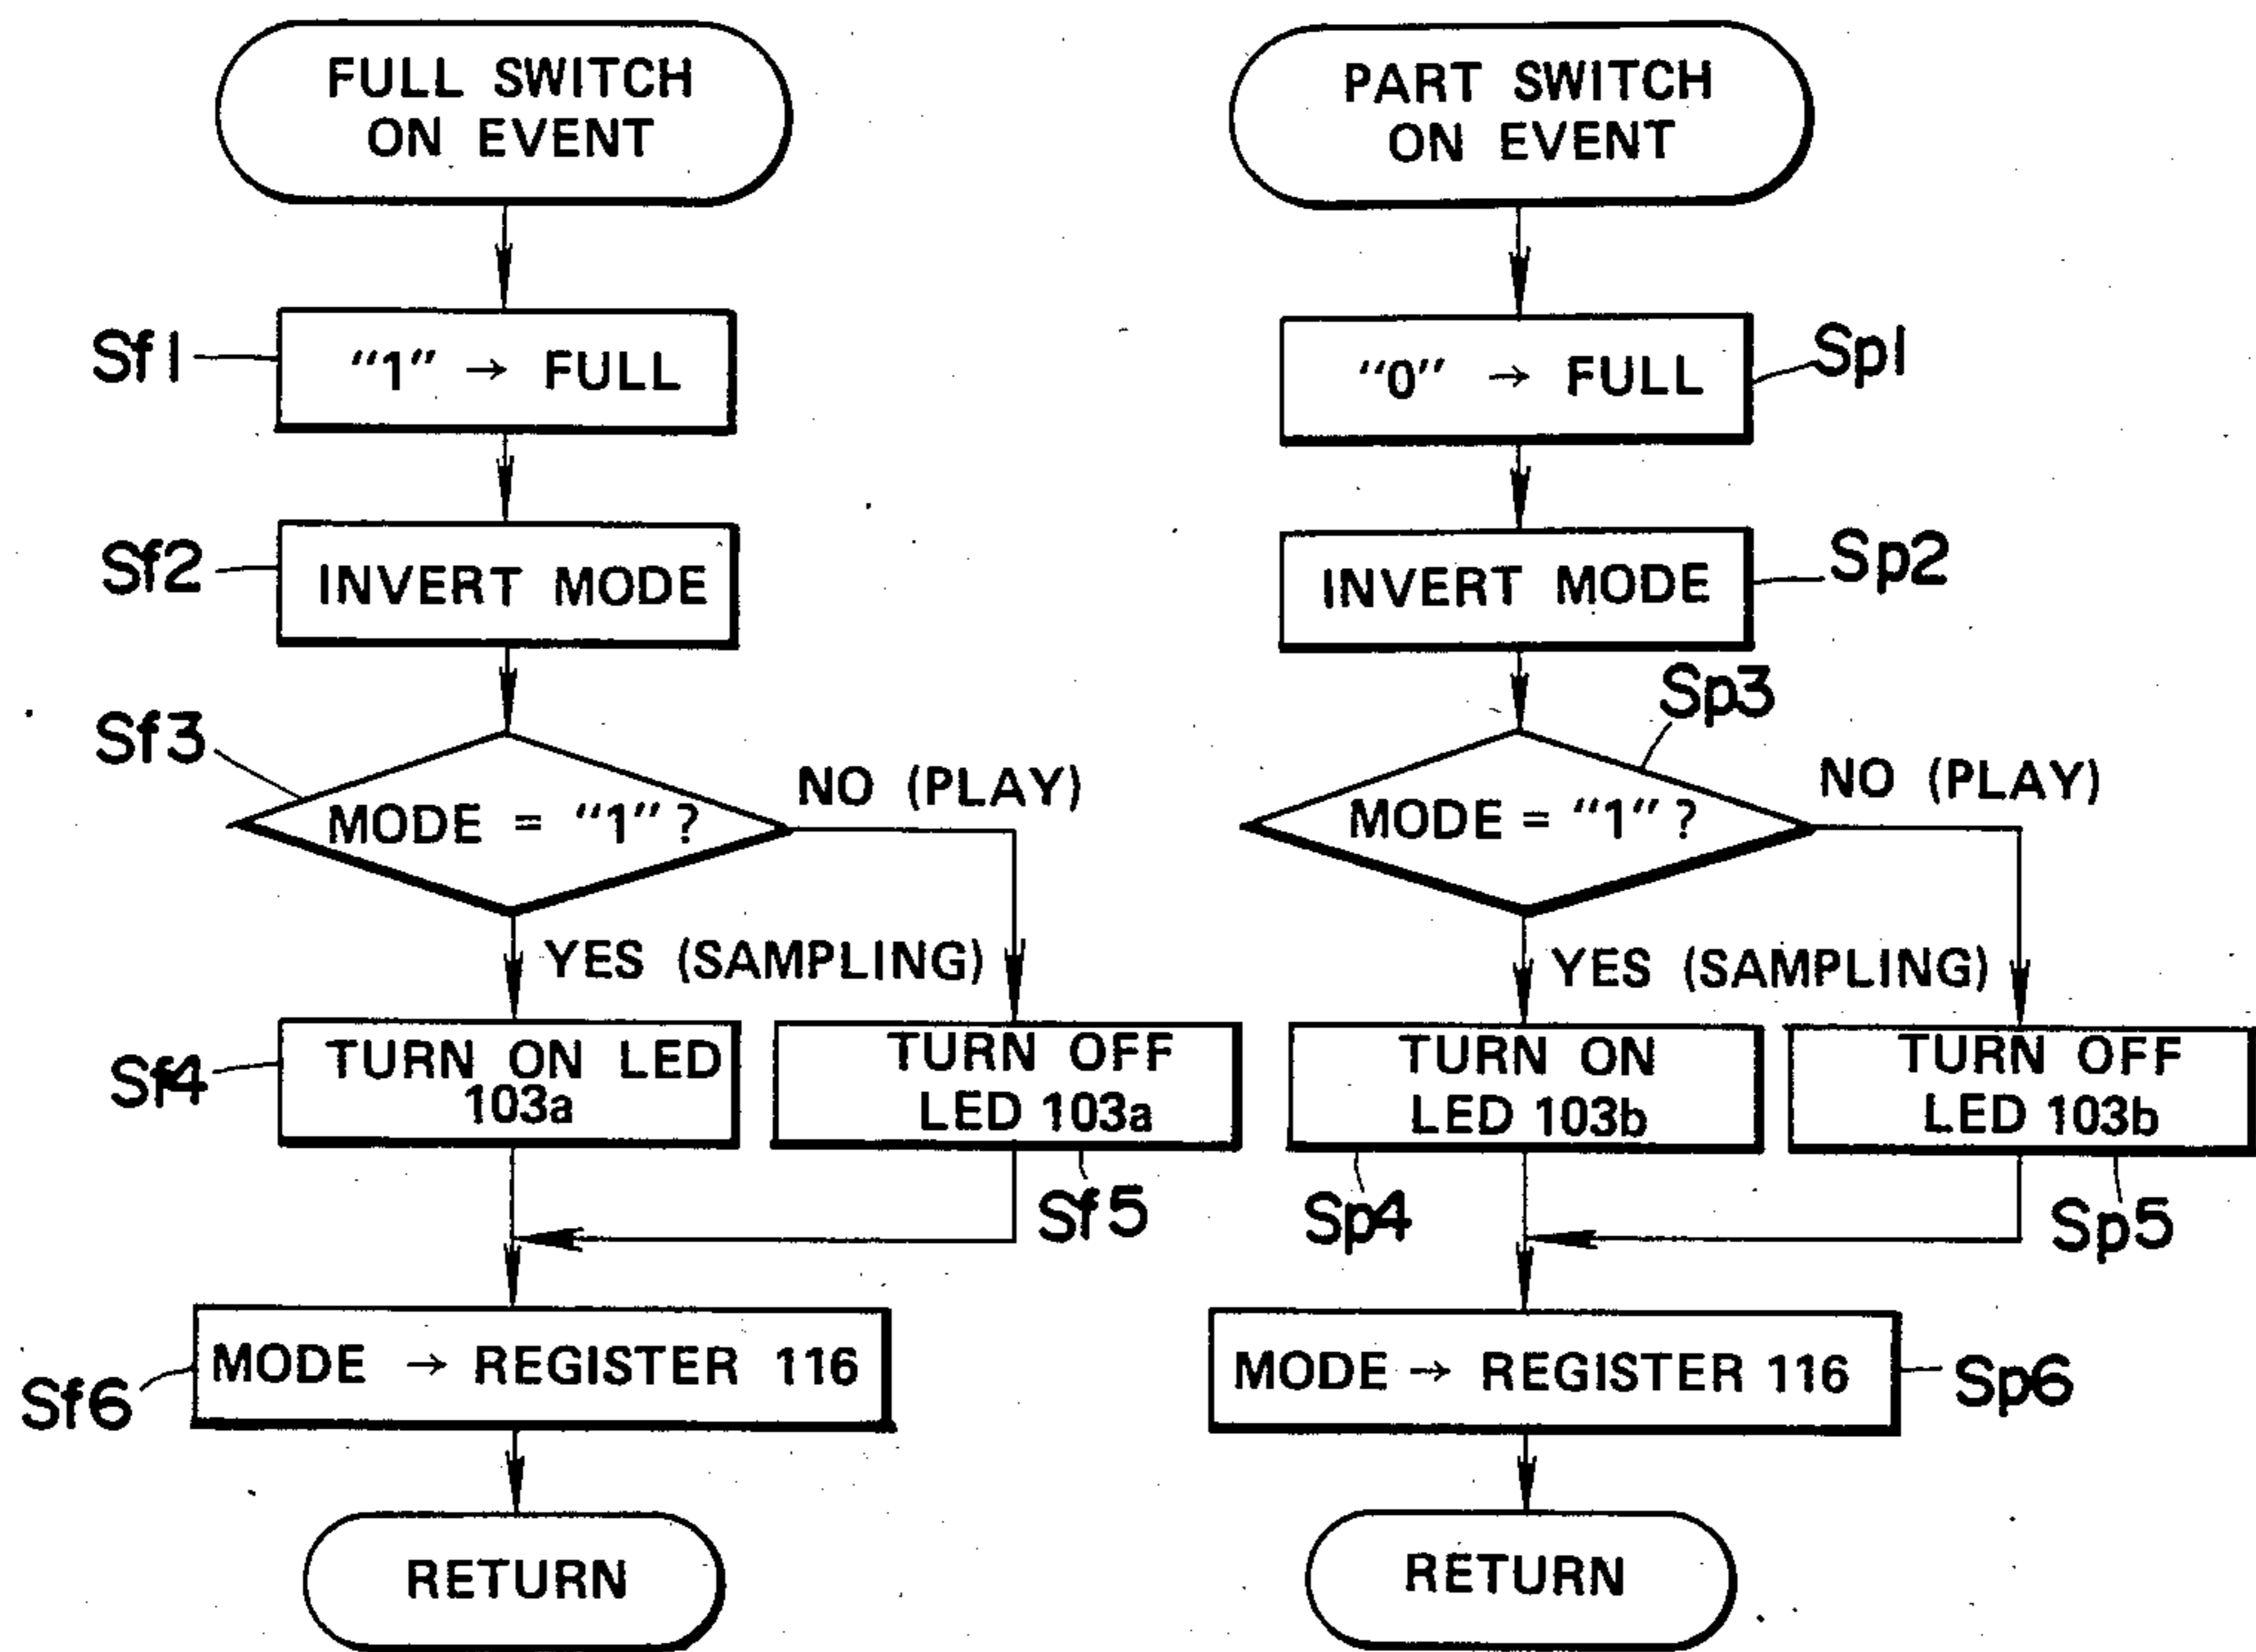 FULL SWITCH
ON EVENT
Sf1
“1” → FULL
Sf2
INVERT MODE
Sf3
MODE = “1” ?
NO (PLAY)
YES (SAMPLING)
Sf4
TURN ON LED
103a
TURN OFF
LED 103a
Sf5
Sf6
MODE → REGISTER 116
RETURN
PART SWITCH
ON EVENT
Sp1
“0” → FULL
Sp2
INVERT MODE
Sp3
MODE = “1” ?
NO (PLAY)
YES (SAMPLING)
TURN ON
LED 103b
Sp4
TURN OFF
LED 103b
Sp5
MODE → REGISTER 116
Sp6
RETURN